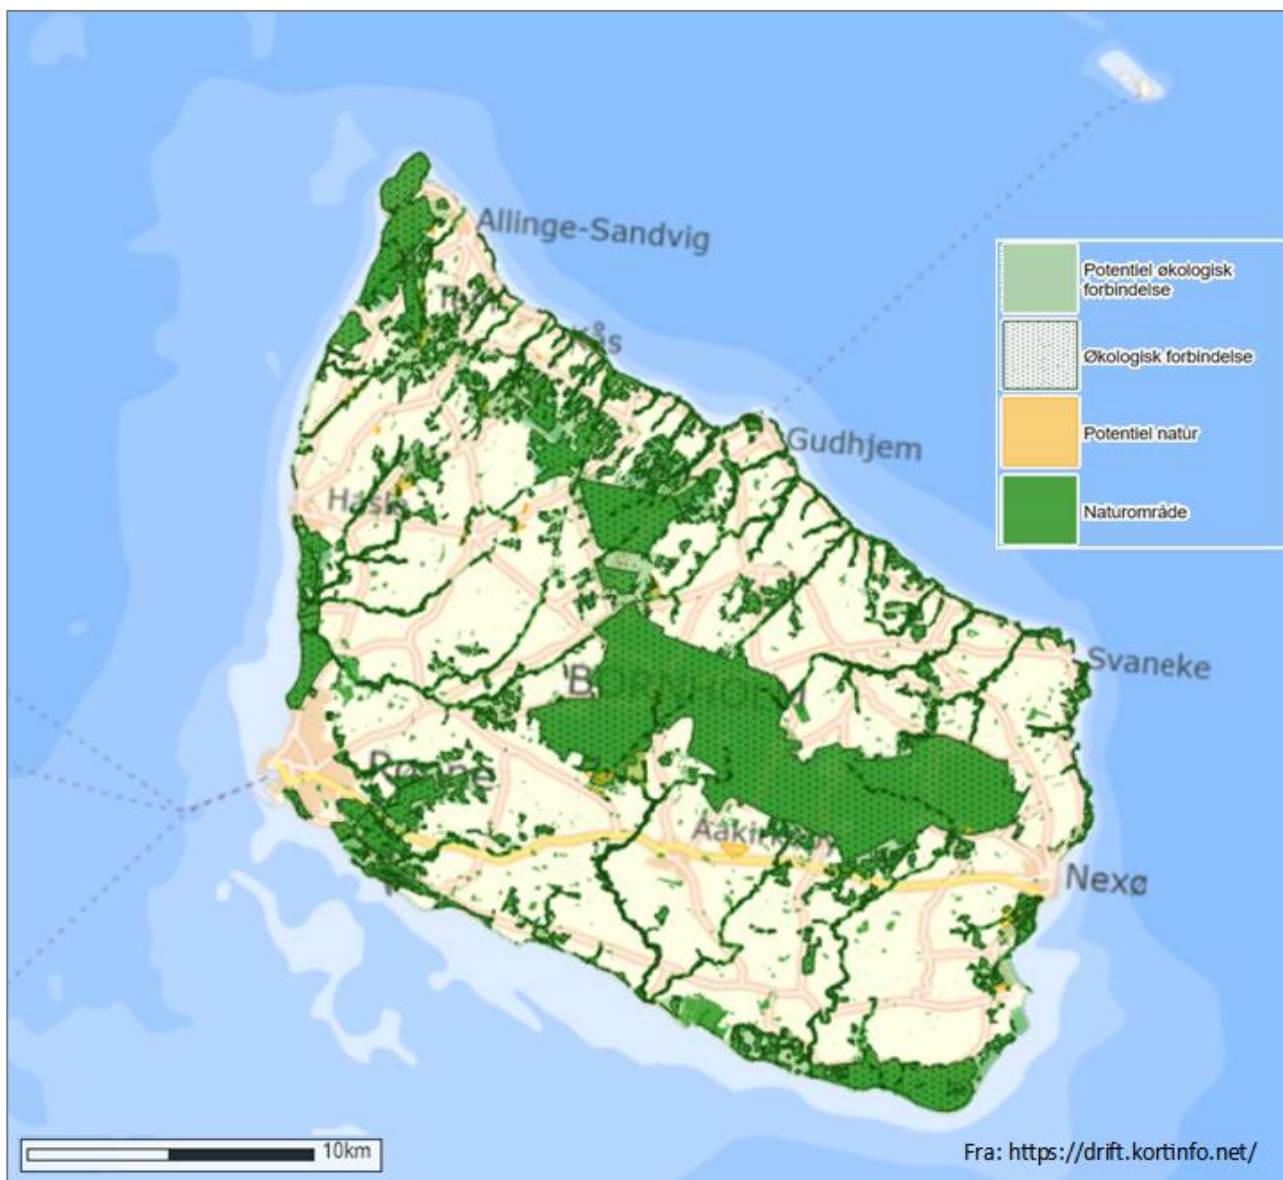 Allinge-Sandvig
Gudhjem
Potentiel økologisk
forbindelse
Økologisk forbindelse
Potentiel natur
Naturområde
Svaneke
Rønne
Nexø
10km
Fra: https://drift.kortinfo.net/